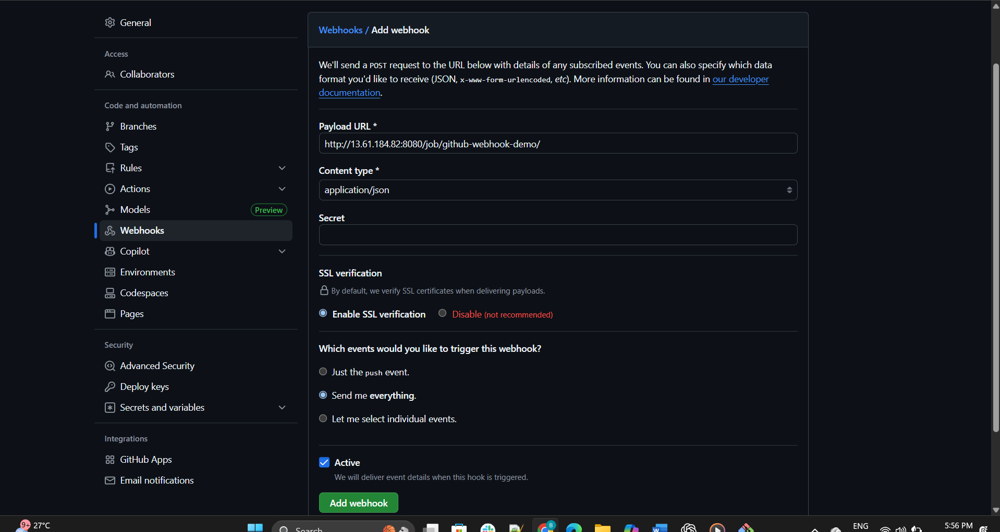 General
Access
Collaborators
Code and automation
Branches
Tags
Rules
Actions
Models
Preview
Webhooks
Copilot
Environments
Codespaces
Pages
Security
Advanced Security
Deploy keys
Secrets and variables
Integrations
GitHub Apps
Email notifications
Webhooks / Add webhook
We'll send a POST request to the URL below with details of any subscribed events. You can also specify which data
format you'd like to receive (JSON, x-www-form-urlencoded, etc). More information can be found in our developer
documentation.
Payload URL *
http://13.61.184.82:8080/job/github-webhook-demo/
Content type *
application/json
Secret
SSL verification
By default, we verify SSL certificates when delivering payloads.
Enable SSL verification
Disable (not recommended)
Which events would you like to trigger this webhook?
Just the push event.
Send me everything.
Let me select individual events.
Active
We will deliver event details when this hook is triggered.
Add webhook
9+
27°C
Search
B
W
ENG
5:56 PM